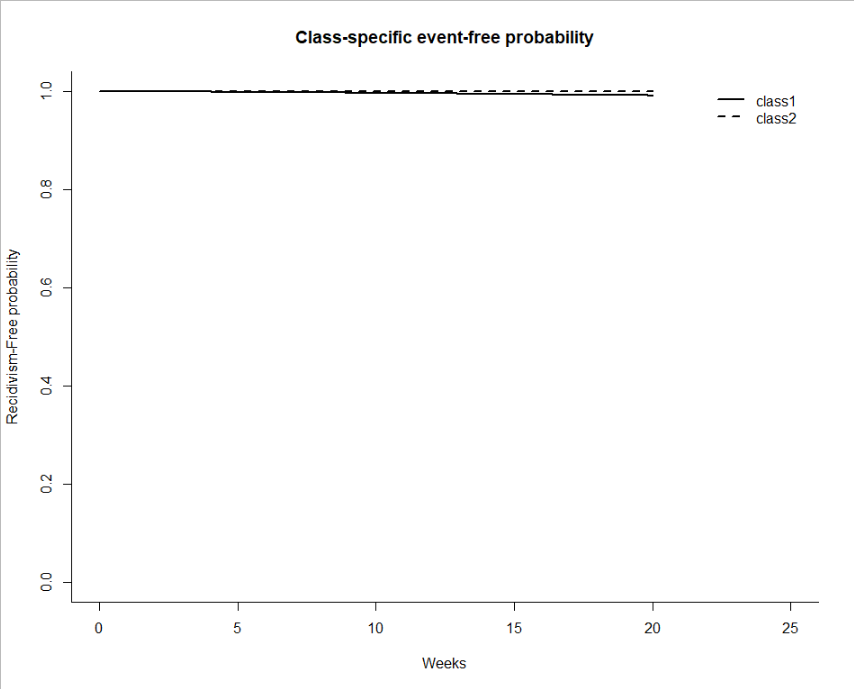 Class-specific event-free probability
class1
class2
Recidivism-Free probability
1.0
0.8
0.6
0.4
0.2
0.0
0 5 10 15 20 25
Weeks